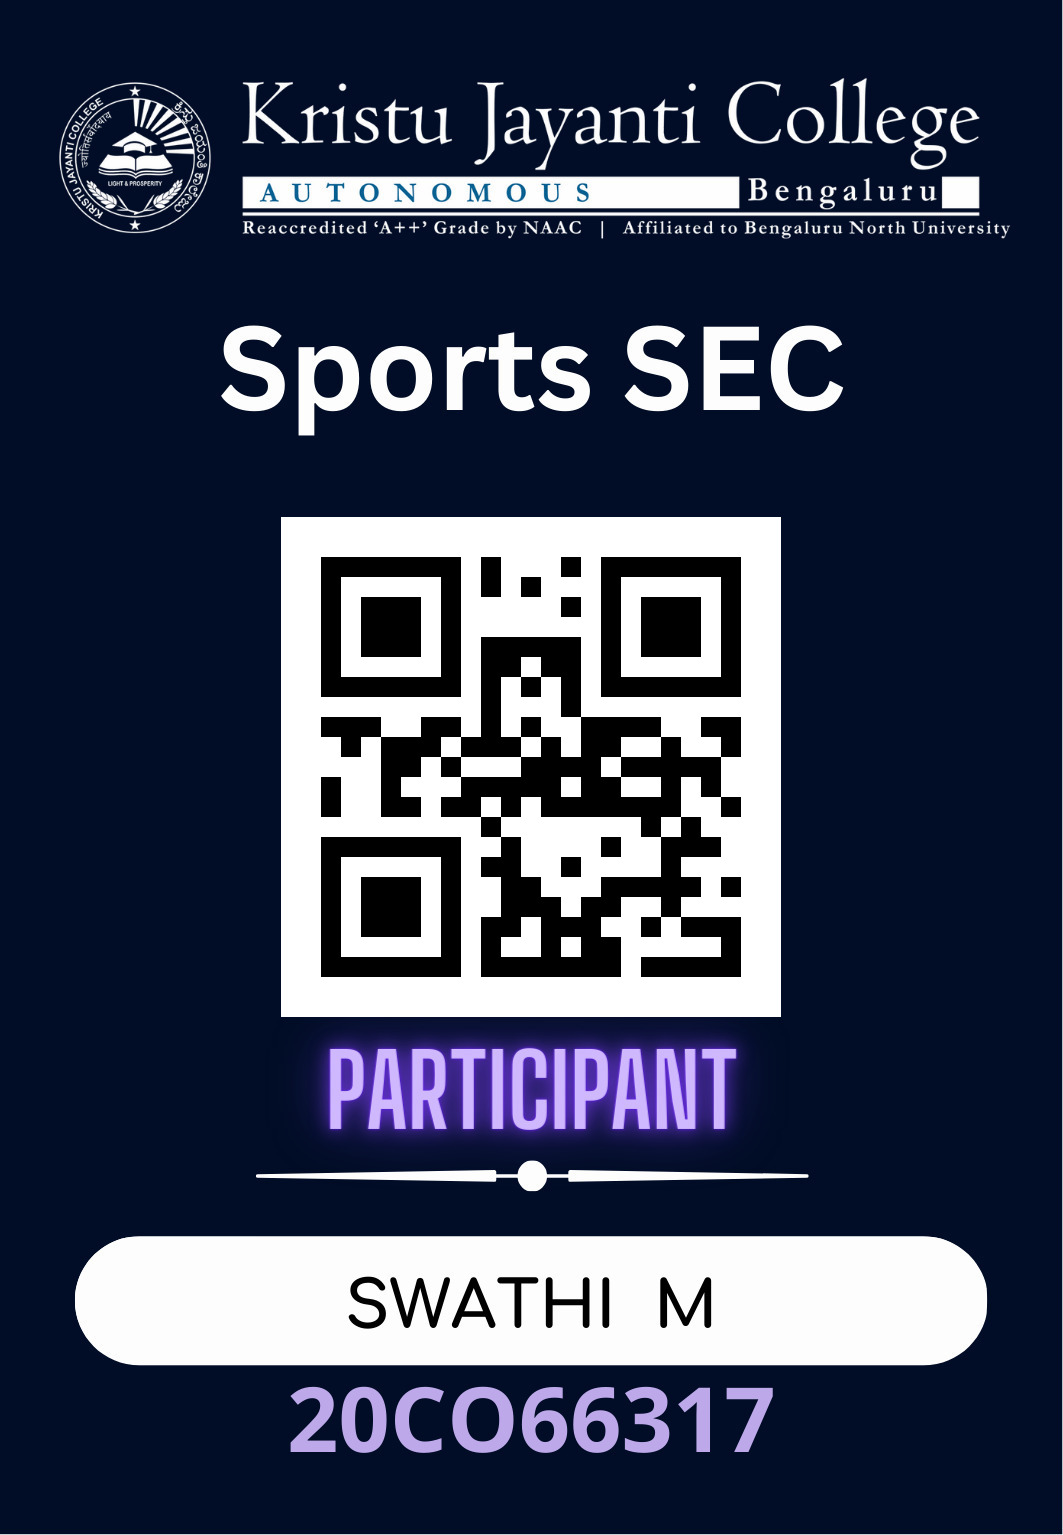 KRISTU JAYANTI COLLEGE
ಕ್ರಿಸ್ತು ಜಯಂತಿ ಕಾಲೇಜು
LIGHT & PROSPERITY
Kristu Jayanti College
AUTONOMOUS Bengaluru
Reaccredited ‘A++’ Grade by NAAC | Affiliated to Bengaluru North University
Sports SEC
PARTICIPANT
SWATHI M
20CO66317